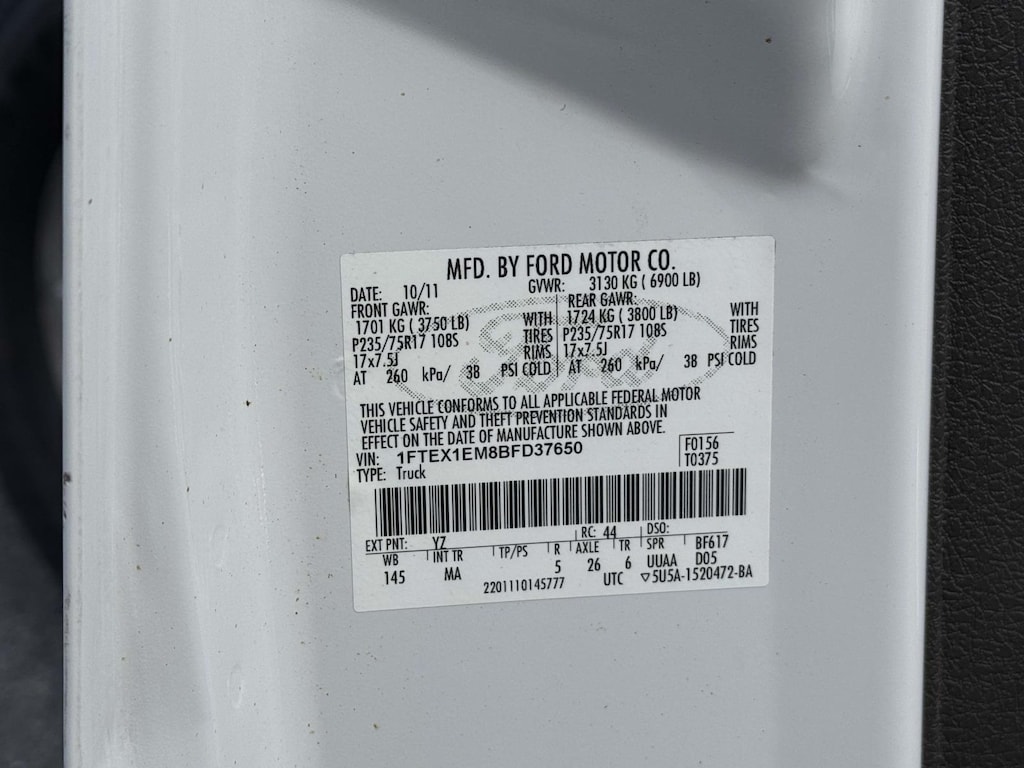 MFD. BY FORD MOTOR CO.
DATE: 10/11 GVWR: 3130 KG ( 6900 LB)
FRONT GAWR: REAR GAWR:
1701 KG ( 3750 LB) WITH 1724 KG ( 3800 LB) WITH
P235/75R17 108S TIRES P235/75R17 108S TIRES
17x7.5J RIMS 17x7.5J RIMS
AT 260 kPa/ 38 PSI COLD AT 260 kPa/ 38 PSI COLD
Ford
THIS VEHICLE CONFORMS TO ALL APPLICABLE FEDERAL MOTOR
VEHICLE SAFETY AND THEFT PREVENTION STANDARDS IN
EFFECT ON THE DATE OF MANUFACTURE SHOWN ABOVE.
VIN: 1FTEX1EM8BFD37650 F0156
TYPE: Truck T0375
EXT PNT: YZ RC: 44 DSO:
WB INT TR TP/PS R AXLE TR SPR BF617
145 MA 5 26 6 UUAA D05
2201110145777 UTC ▽5U5A-1520472-BA